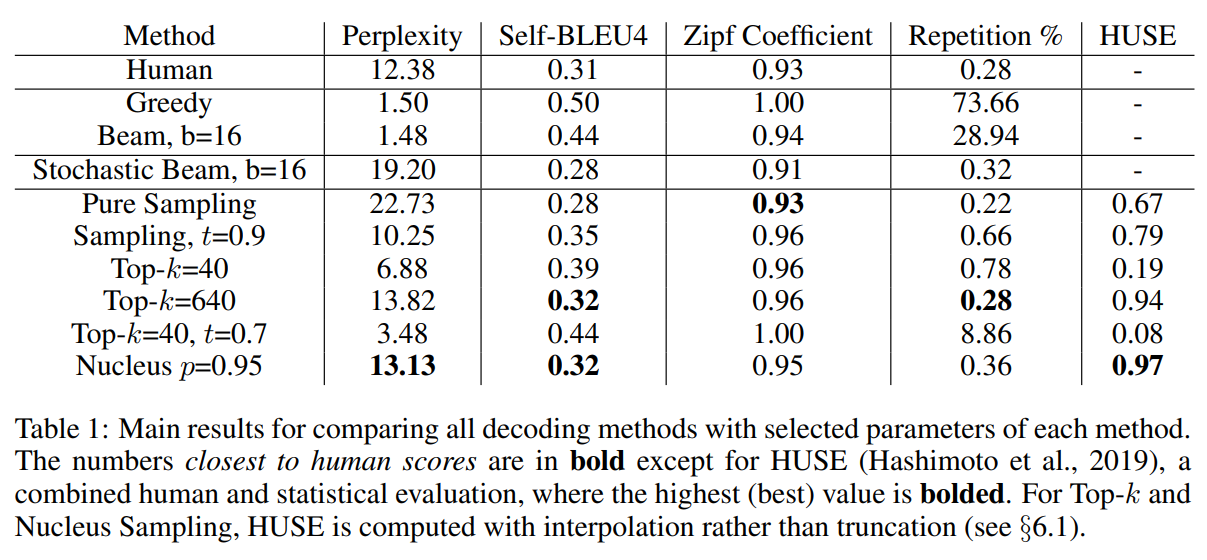 Method Perplexity Self-BLEU4 Zipf Coefficient Repetition % HUSE
Human 12.38 0.31 0.93 0.28 -
Greedy 1.50 0.50 1.00 73.66 -
Beam, b=16 1.48 0.44 0.94 28.94 -
Stochastic Beam, b=16 19.20 0.28 0.91 0.32 -
Pure Sampling 22.73 0.28 0.93 0.22 0.67
Sampling, t=0.9 10.25 0.35 0.96 0.66 0.79
Top-k=40 6.88 0.39 0.96 0.78 0.19
Top-k=640 13.82 0.32 0.96 0.28 0.94
Top-k=40, t=0.7 3.48 0.44 1.00 8.86 0.08
Nucleus p=0.95 13.13 0.32 0.95 0.36 0.97
Table 1: Main results for comparing all decoding methods with selected parameters of each method.
The numbers closest to human scores are in bold except for HUSE (Hashimoto et al., 2019), a
combined human and statistical evaluation, where the highest (best) value is bolded. For Top-k and
Nucleus Sampling, HUSE is computed with interpolation rather than truncation (see §6.1).